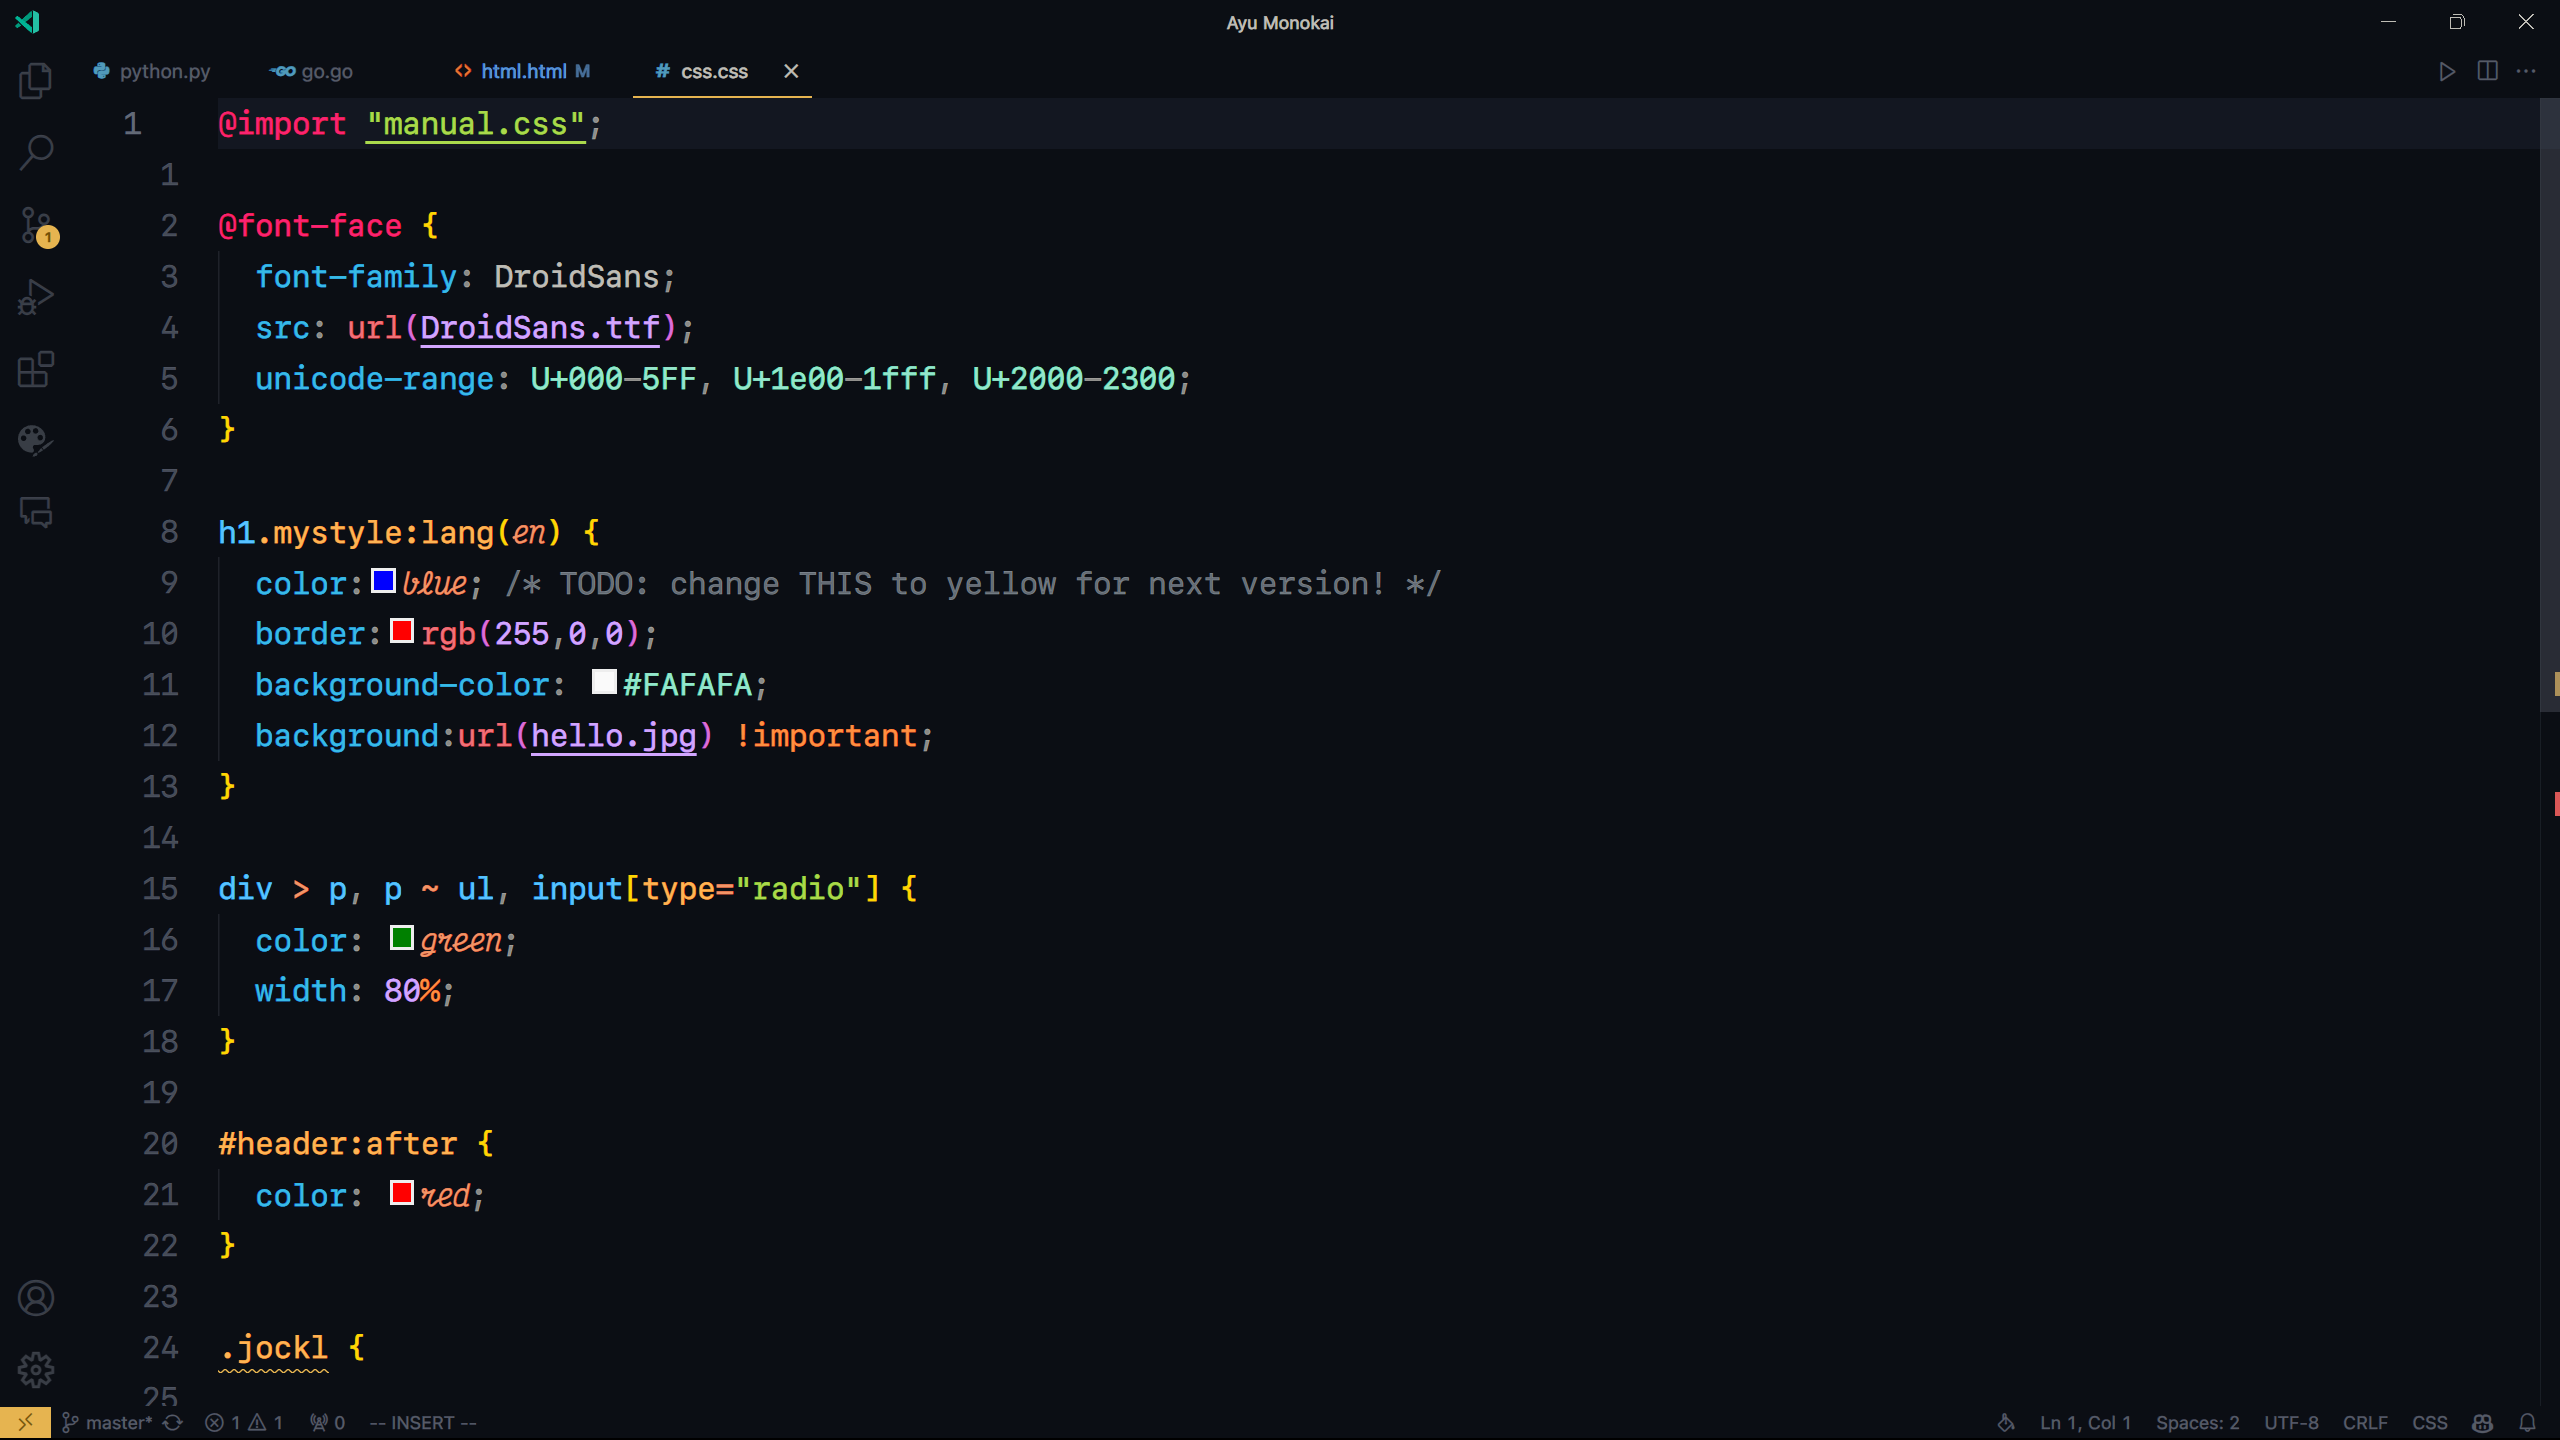 Ayu Monokai
python.py GO go.go <> html.html M # css.css
1 @import "manual.css";
1
2 @font-face {
3 font-family: DroidSans;
4 src: url(DroidSans.ttf);
5 unicode-range: U+000-5FF, U+1e00-1fff, U+2000-2300;
6 }
7
8 h1.mystyle:lang(en) {
9 color:blue; /* TODO: change THIS to yellow for next version! */
10 border:rgb(255,0,0);
11 background-color: #FAFAFA;
12 background:url(hello.jpg) !important;
13 }
14
15 div > p, p ~ ul, input[type="radio"] {
16 color: green;
17 width: 80%;
18 }
19
20 #header:after {
21 color: red;
22 }
23
24 .jockl {
25
1
master* 1 1 0 -- INSERT -- Ln 1, Col 1 Spaces: 2 UTF-8 CRLF CSS